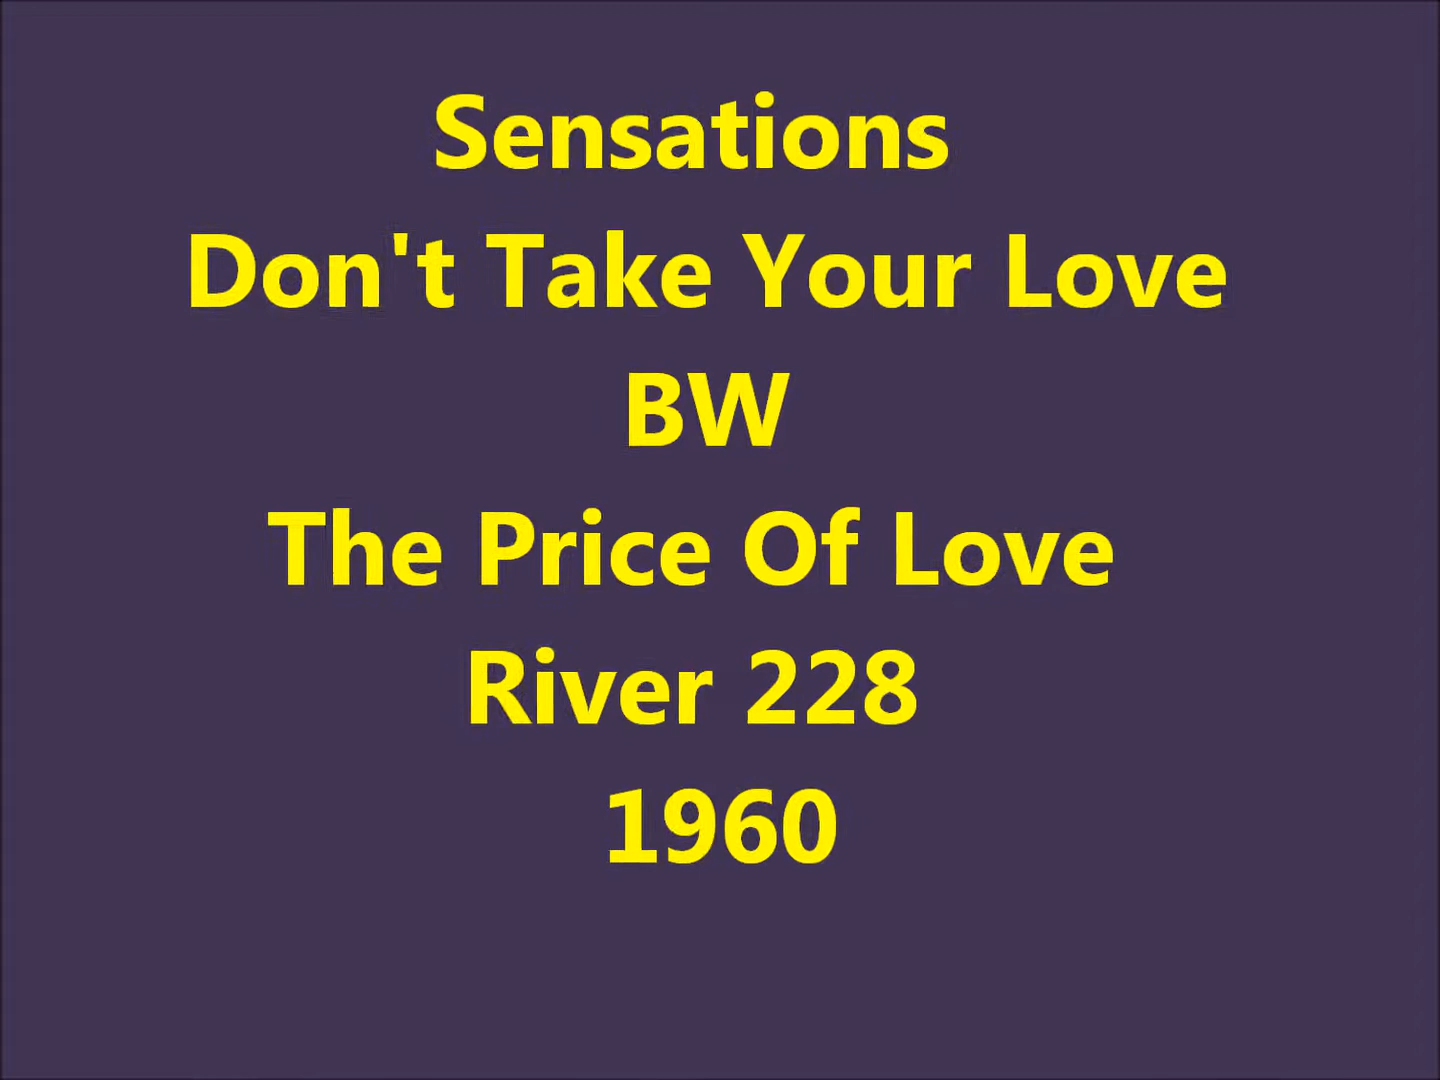 Sensations
Don't Take Your Love
BW
The Price Of Love
River 228
1960